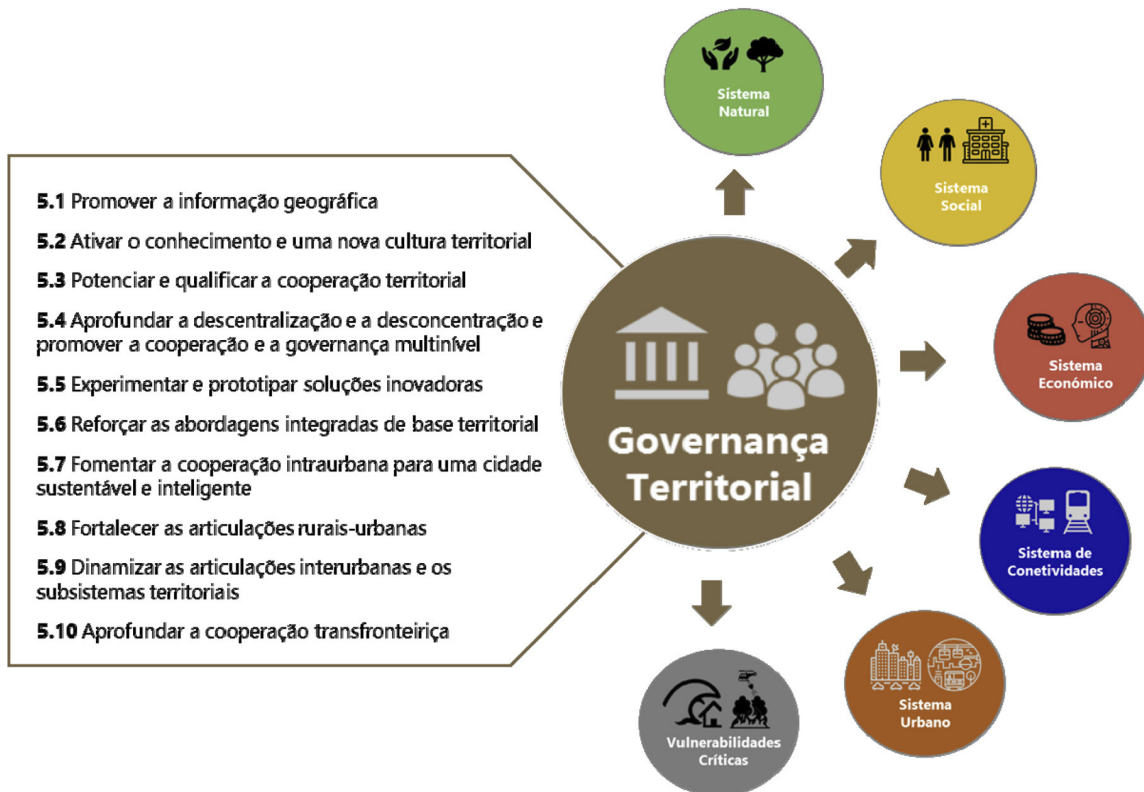 5.1 Promover a informação geográfica
5.2 Ativar o conhecimento e uma nova cultura territorial
5.3 Potenciar e qualificar a cooperação territorial
5.4 Aprofundar a descentralização e a desconcentração e
promover a cooperação e a governança multinível
5.5 Experimentar e prototipar soluções inovadoras
5.6 Reforçar as abordagens integradas de base territorial
5.7 Fomentar a cooperação intraurbana para uma cidade
sustentável e inteligente
5.8 Fortalecer as articulações rurais-urbanas
5.9 Dinamizar as articulações interurbanas e os
subsistemas territoriais
5.10 Aprofundar a cooperação transfronteiriça
Governança
Territorial
Sistema
Natural
Sistema
Social
Sistema
Económico
Sistema de
Conetividades
Sistema
Urbano
Vulnerabilidades
Críticas